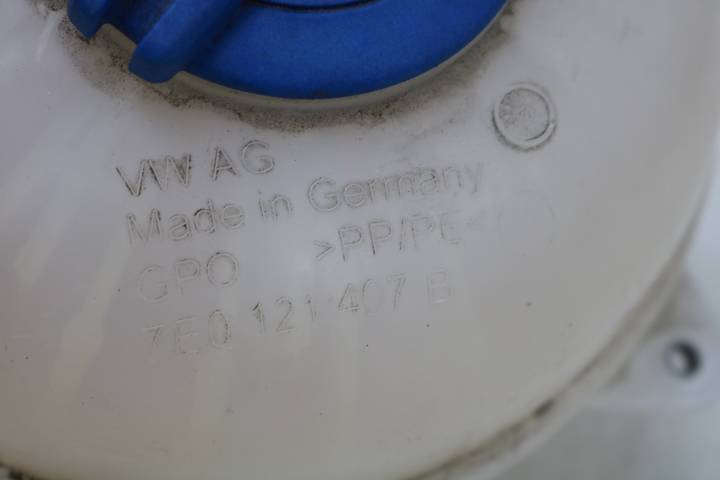 VW AG
Made in Germany
GPO >PP/PE<
7E0 121 407 B